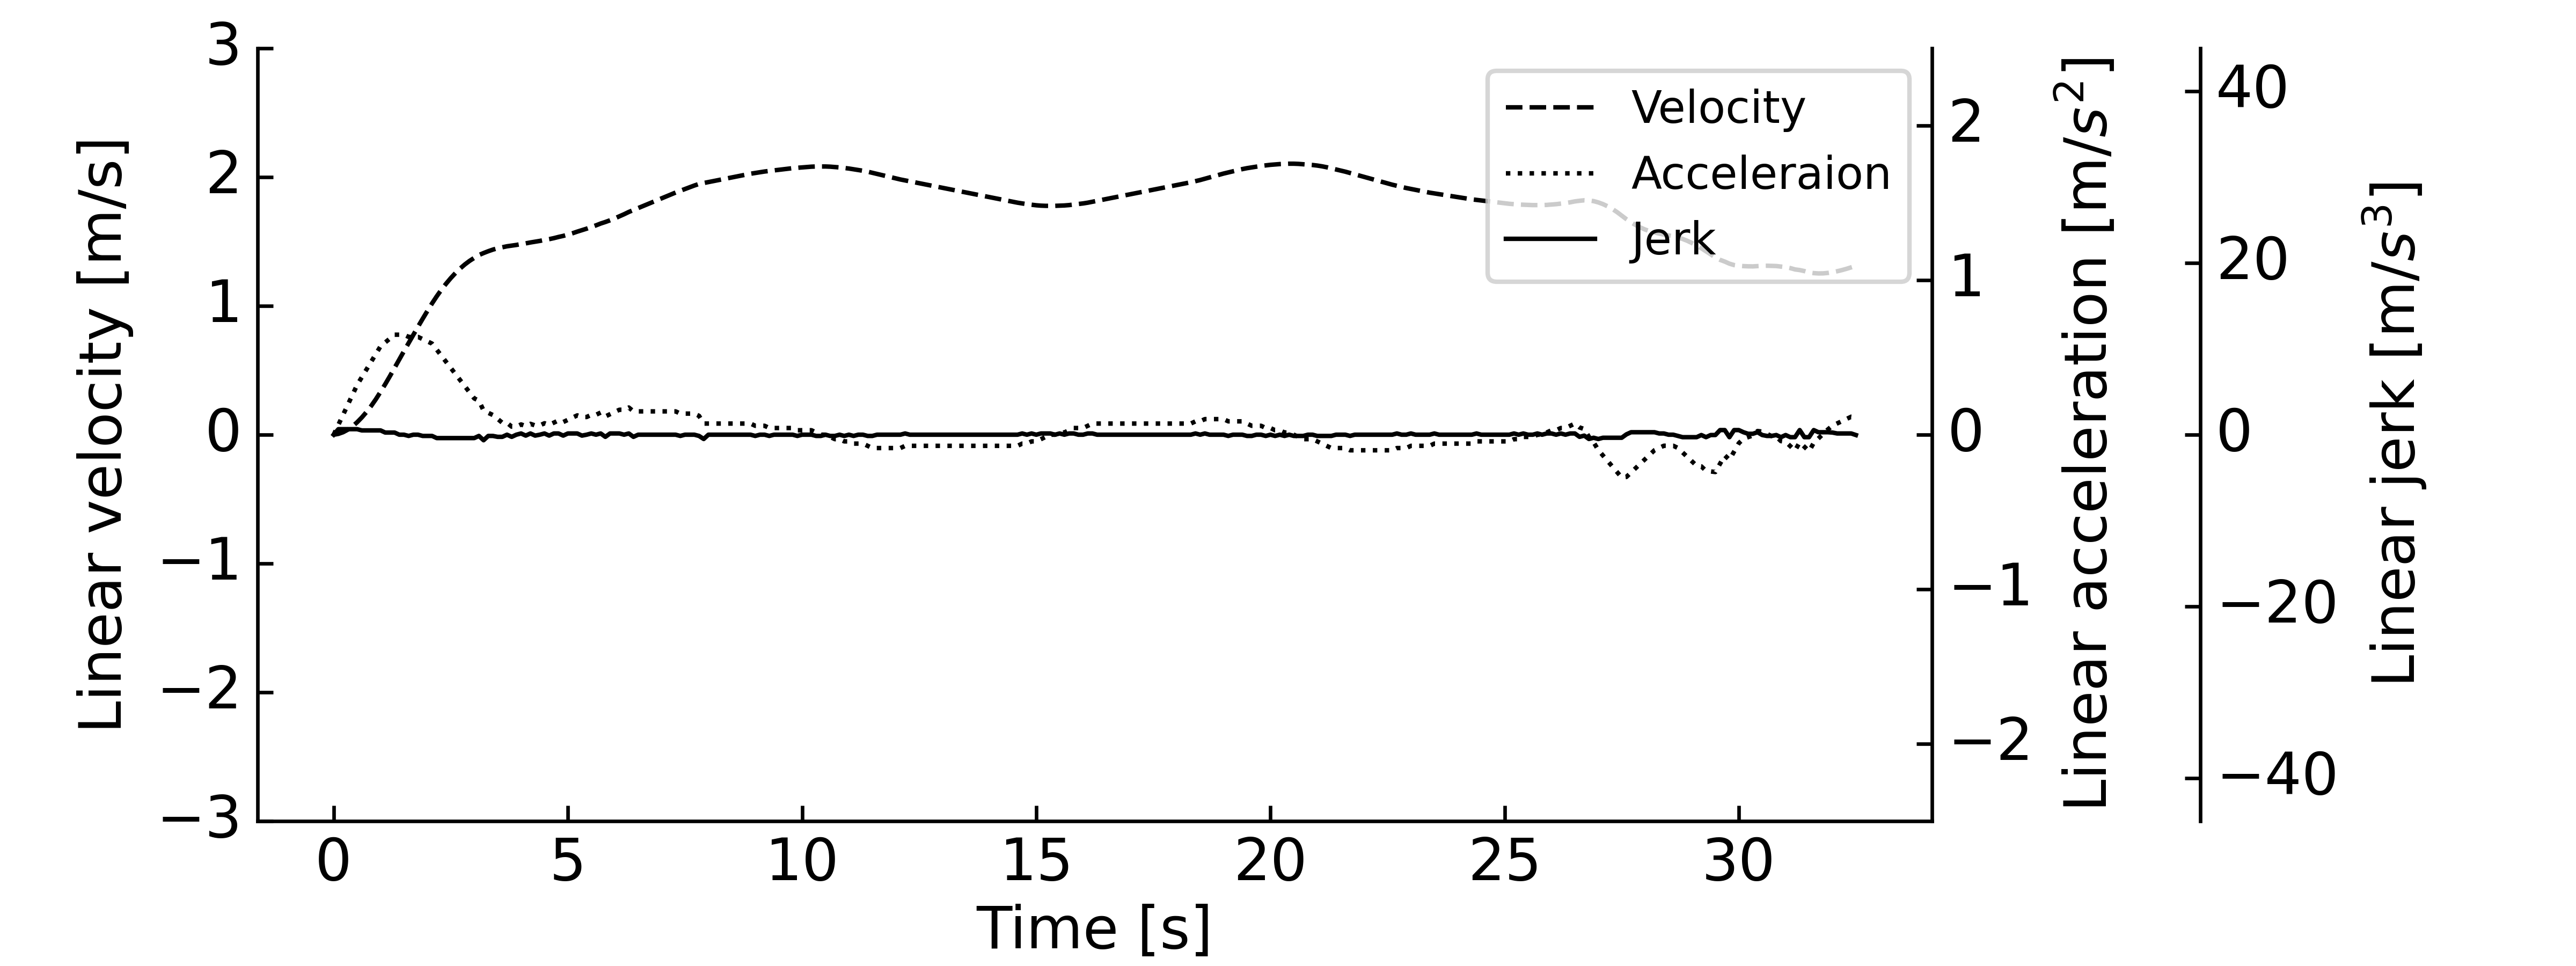 Linear velocity [m/s]
3
2
1
0
−1
−2
−3
0 5 10 15 20 25 30
Time [s]
Velocity
Acceleraion
Jerk
2
1
0
−1
−2
Linear acceleration [m/s²]
40
20
0
−20
−40
Linear jerk [m/s³]